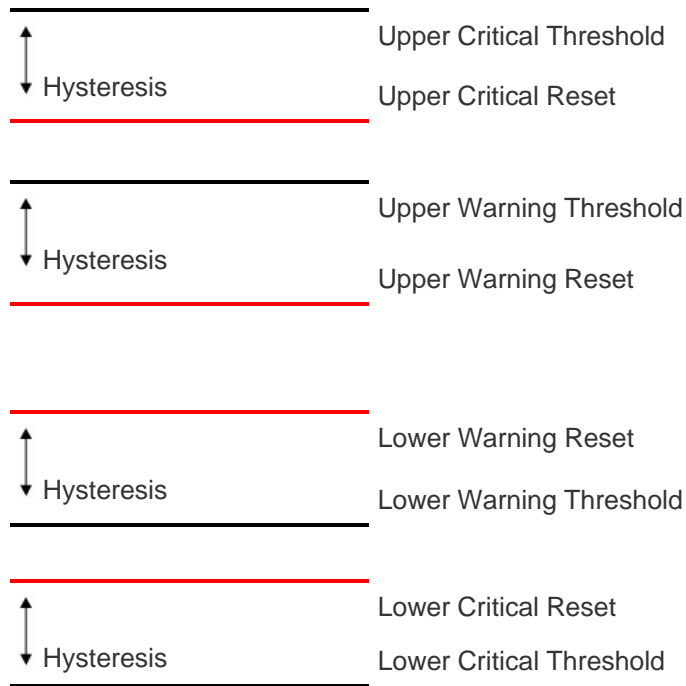 Upper Critical Threshold
Hysteresis
Upper Critical Reset
Upper Warning Threshold
Hysteresis
Upper Warning Reset
Lower Warning Reset
Hysteresis
Lower Warning Threshold
Lower Critical Reset
Hysteresis
Lower Critical Threshold